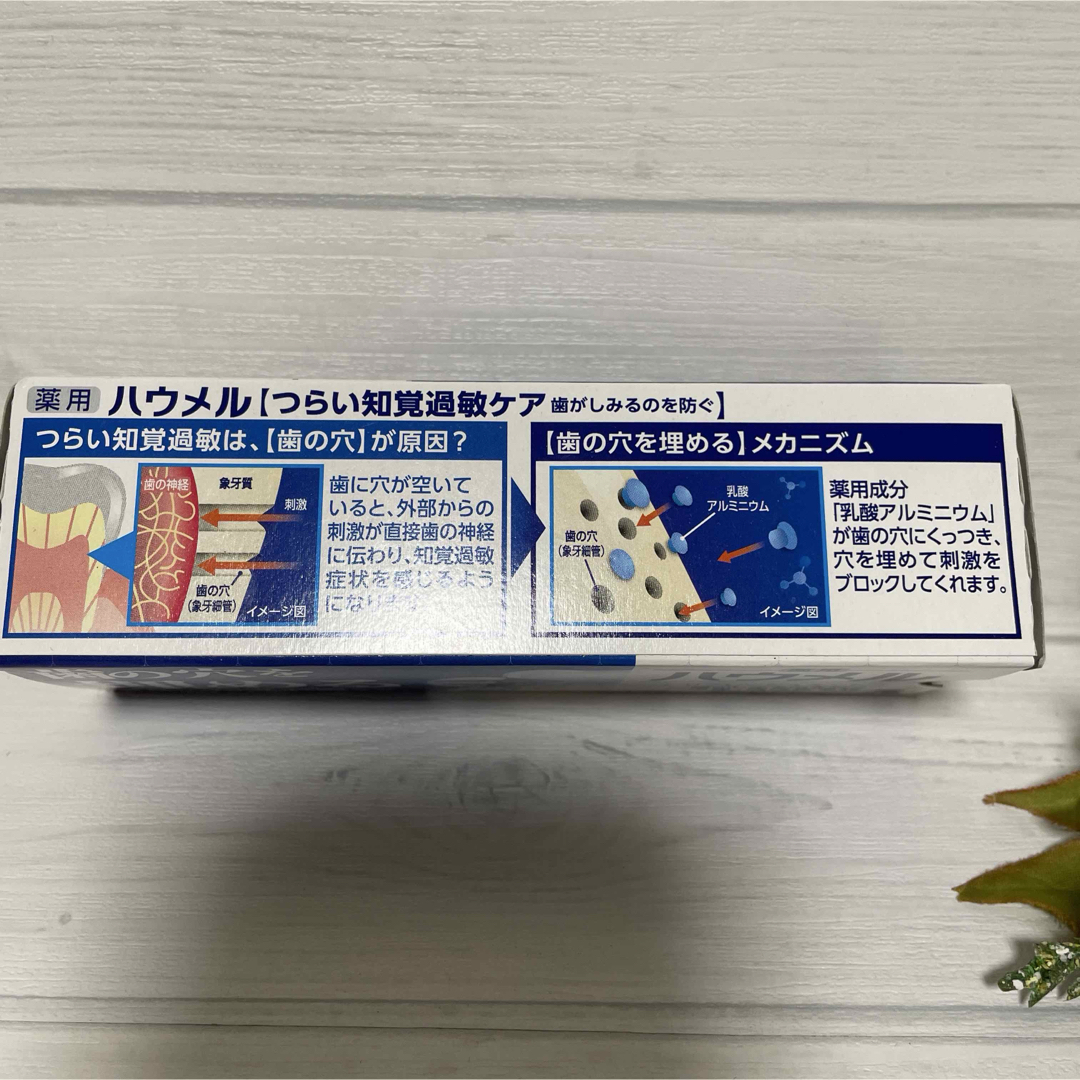 薬用 ハウメル【つらい知覚過敏ケア 歯がしみるのを防ぐ】
つらい知覚過敏は、【歯の穴】が原因？
歯の神経
象牙質
刺激
歯の穴
（象牙細管）
イメージ図
歯に穴が空いて
いると、外部からの
刺激が直接歯の神経
に伝わり、知覚過敏
症状を感じるよう
になります
【歯の穴を埋める】メカニズム
乳酸
アルミニウム
歯の穴
（象牙細管）
イメージ図
薬用成分
「乳酸アルミニウム」
が歯の穴にくっつき、
穴を埋めて刺激を
ブロックしてくれます。
ハウメル